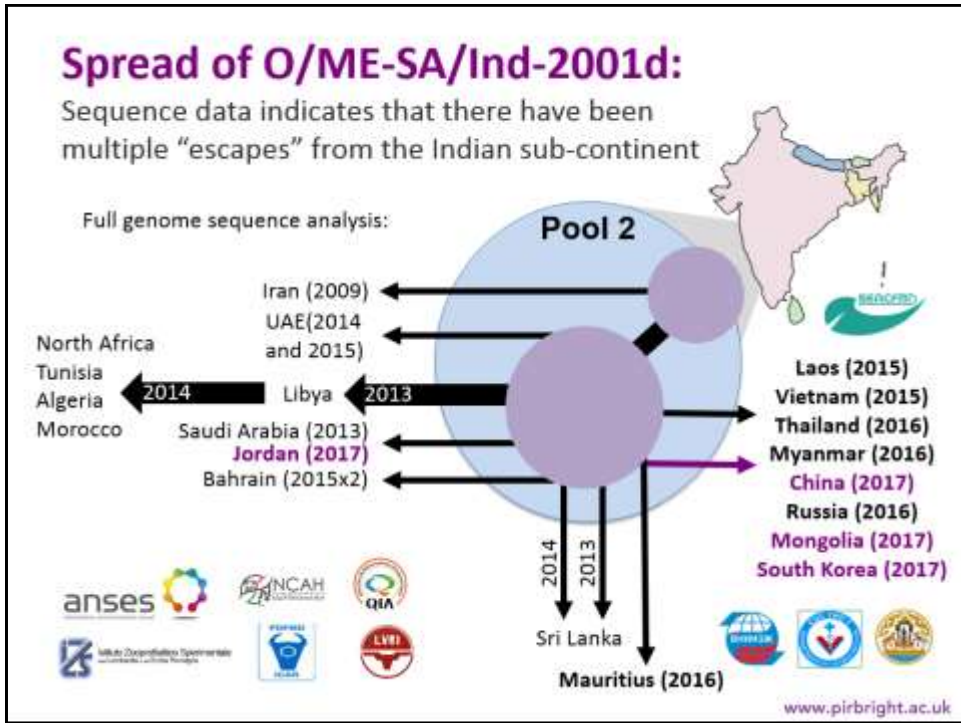 Spread of O/ME-SA/Ind-2001d:
Sequence data indicates that there have been
multiple “escapes” from the Indian sub-continent
Full genome sequence analysis:
Pool 2
Iran (2009)
UAE(2014
and 2015)
North Africa
Tunisia
Algeria
Morocco
2014
Libya
2013
Saudi Arabia (2013)
Jordan (2017)
Bahrain (2015x2)
Laos (2015)
Vietnam (2015)
Thailand (2016)
Myanmar (2016)
China (2017)
Russia (2016)
Mongolia (2017)
South Korea (2017)
2014
2013
Sri Lanka
Mauritius (2016)
anses
NCAH
QIA
LVRI
www.pirbright.ac.uk